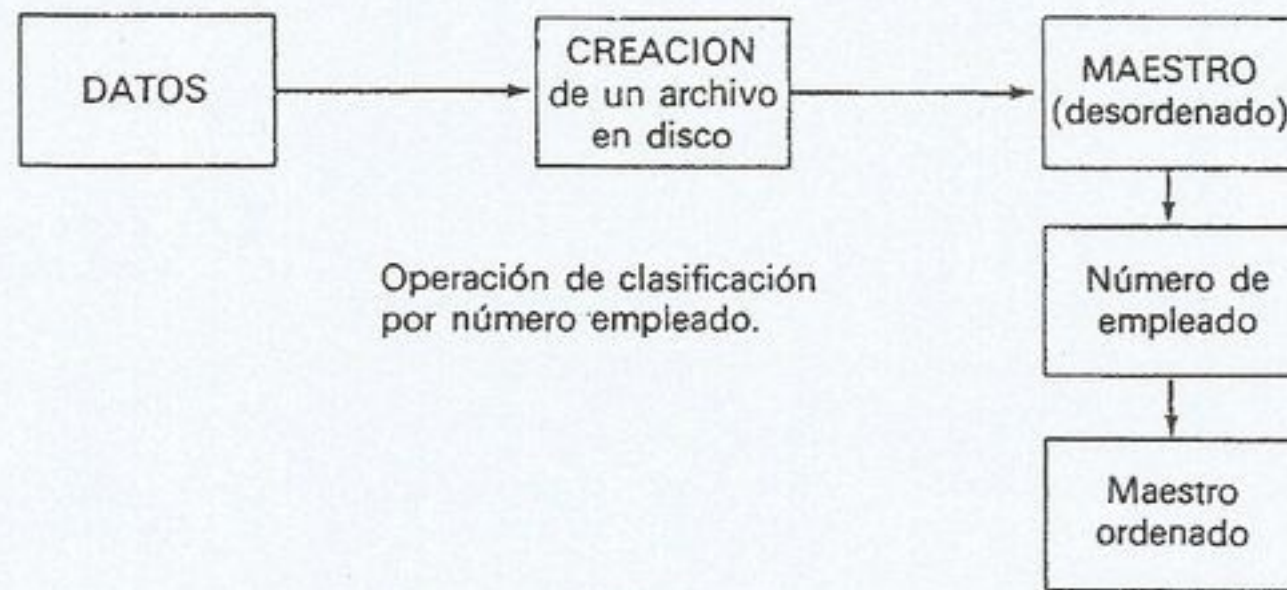 DATOS
CREACION
de un archivo
en disco
MAESTRO
(desordenado)
Operación de clasificación
por número empleado.
Número de
empleado
Maestro
ordenado